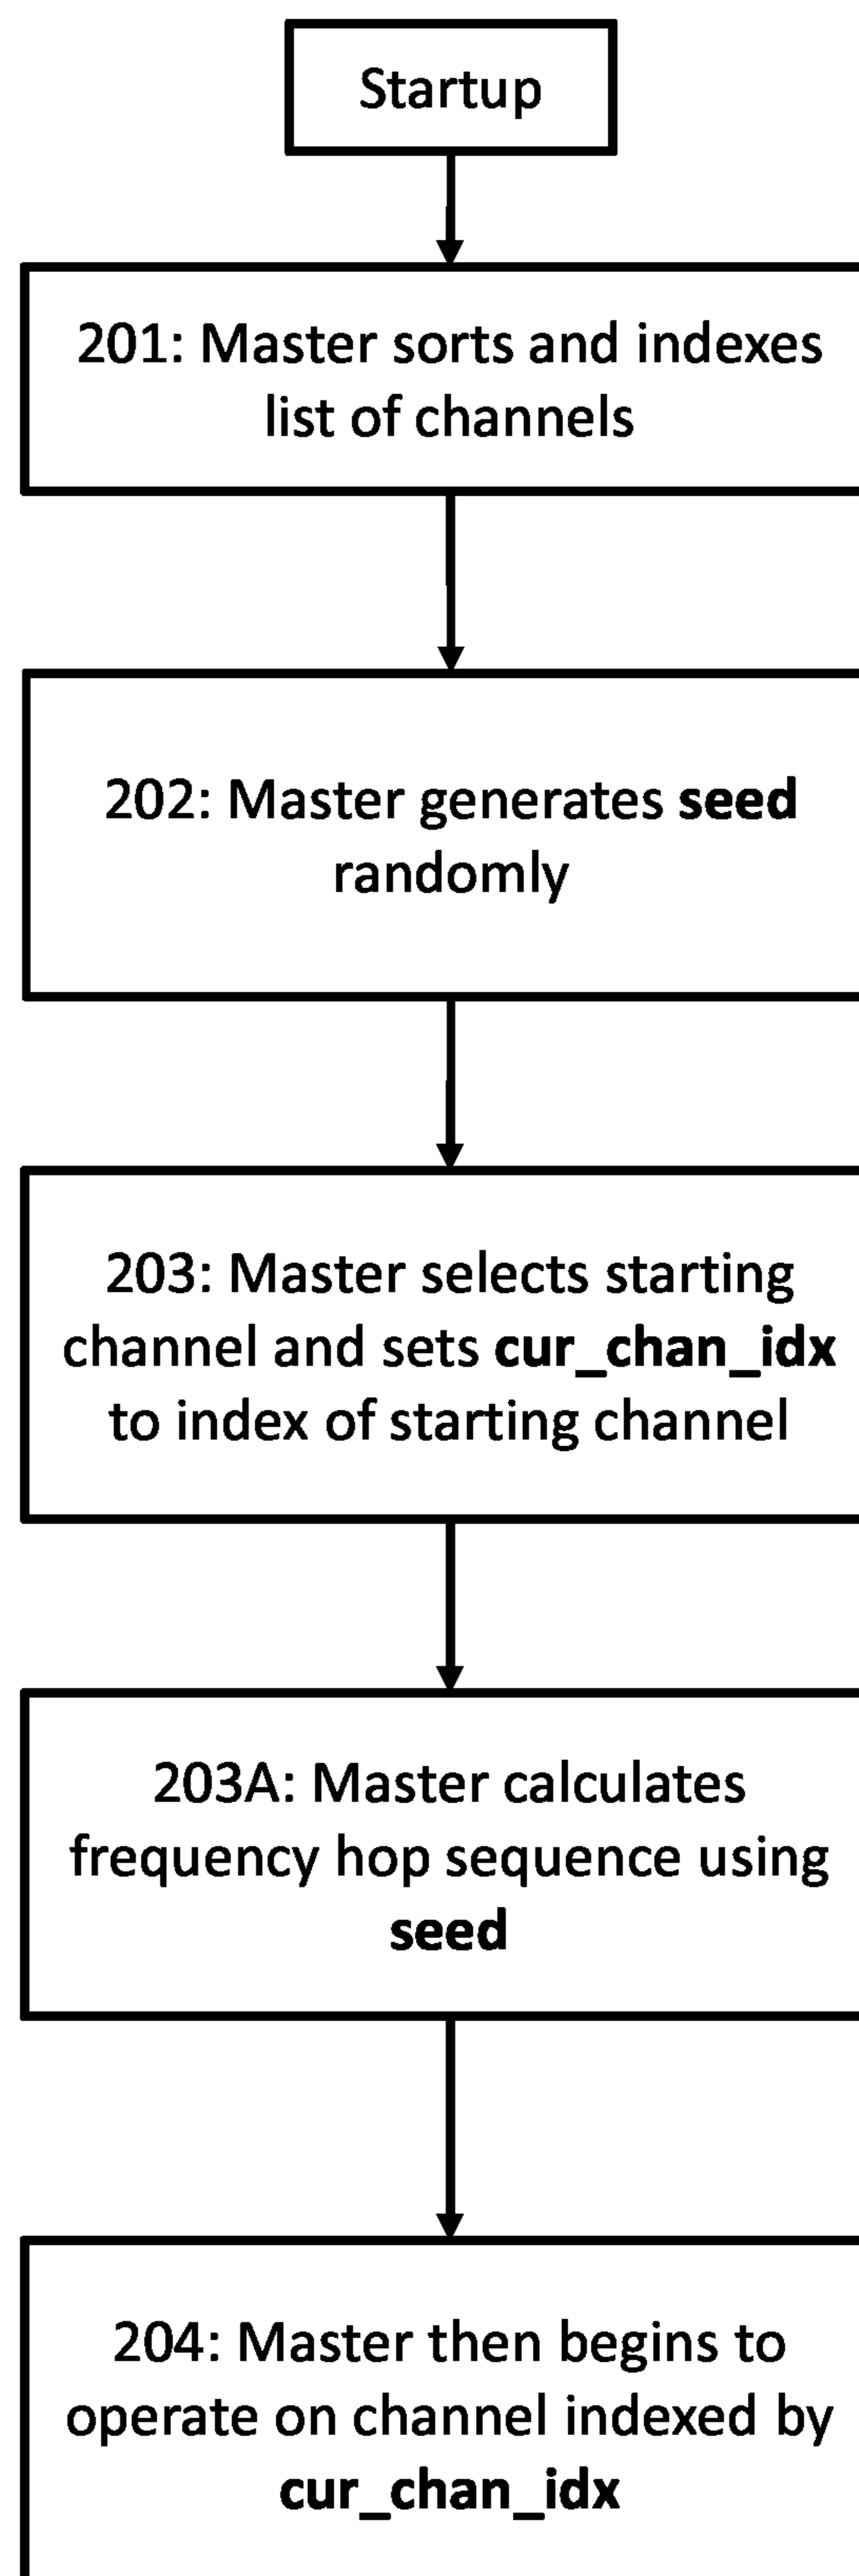 Startup
201: Master sorts and indexes
list of channels
202: Master generates seed
randomly
203: Master selects starting
channel and sets cur_chan_idx
to index of starting channel
203A: Master calculates
frequency hop sequence using
seed
204: Master then begins to
operate on channel indexed by
cur_chan_idx